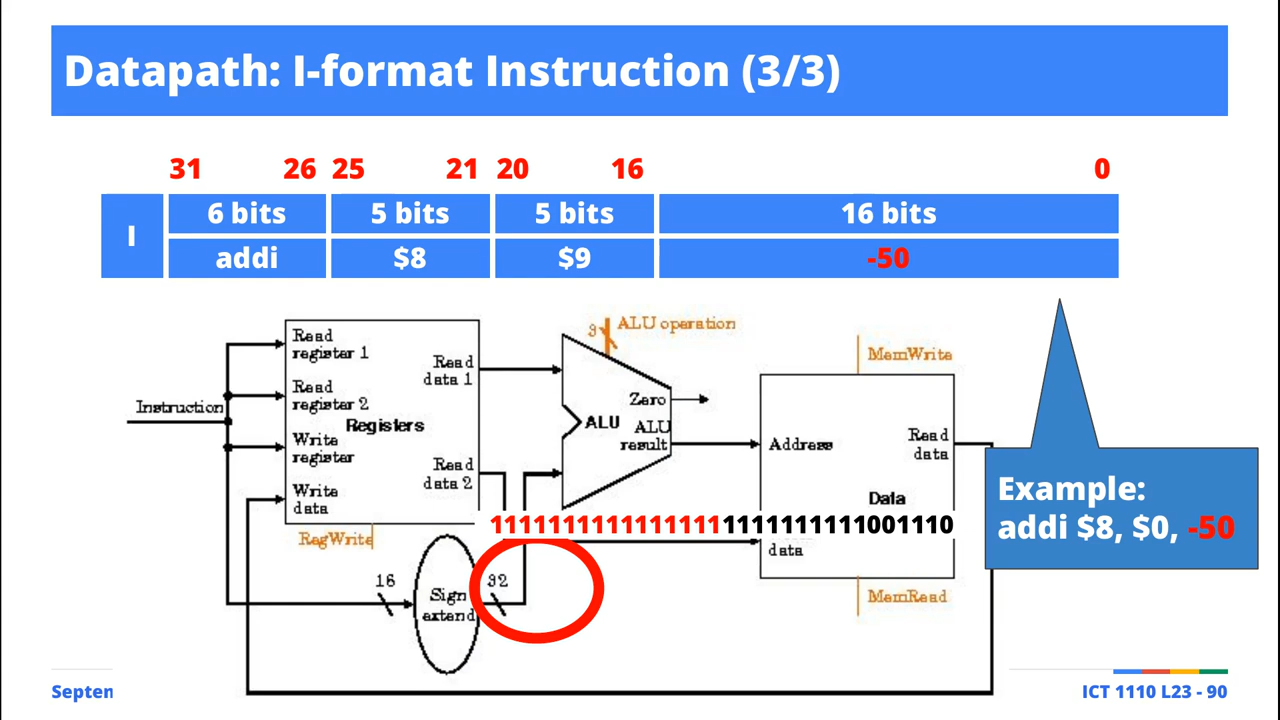 Datapath: I-format Instruction (3/3)
31 26 25 21 20 16 0
I
6 bits 5 bits 5 bits 16 bits
addi $8 $9 -50
ALU operation
3
MemWrite
Read
register 1
Read
data 1
Read
register 2
Zero
Instruction
Registers
ALU
ALU
result
Write
register
Address
Read
data
Read
data 2
Write
data
Data
Example:
addi $8, $0, -50
11111111111111111111111111001110
data
RegWrite
16
32
Sign
extend
MemRead
Septen
ICT 1110 L23 - 90